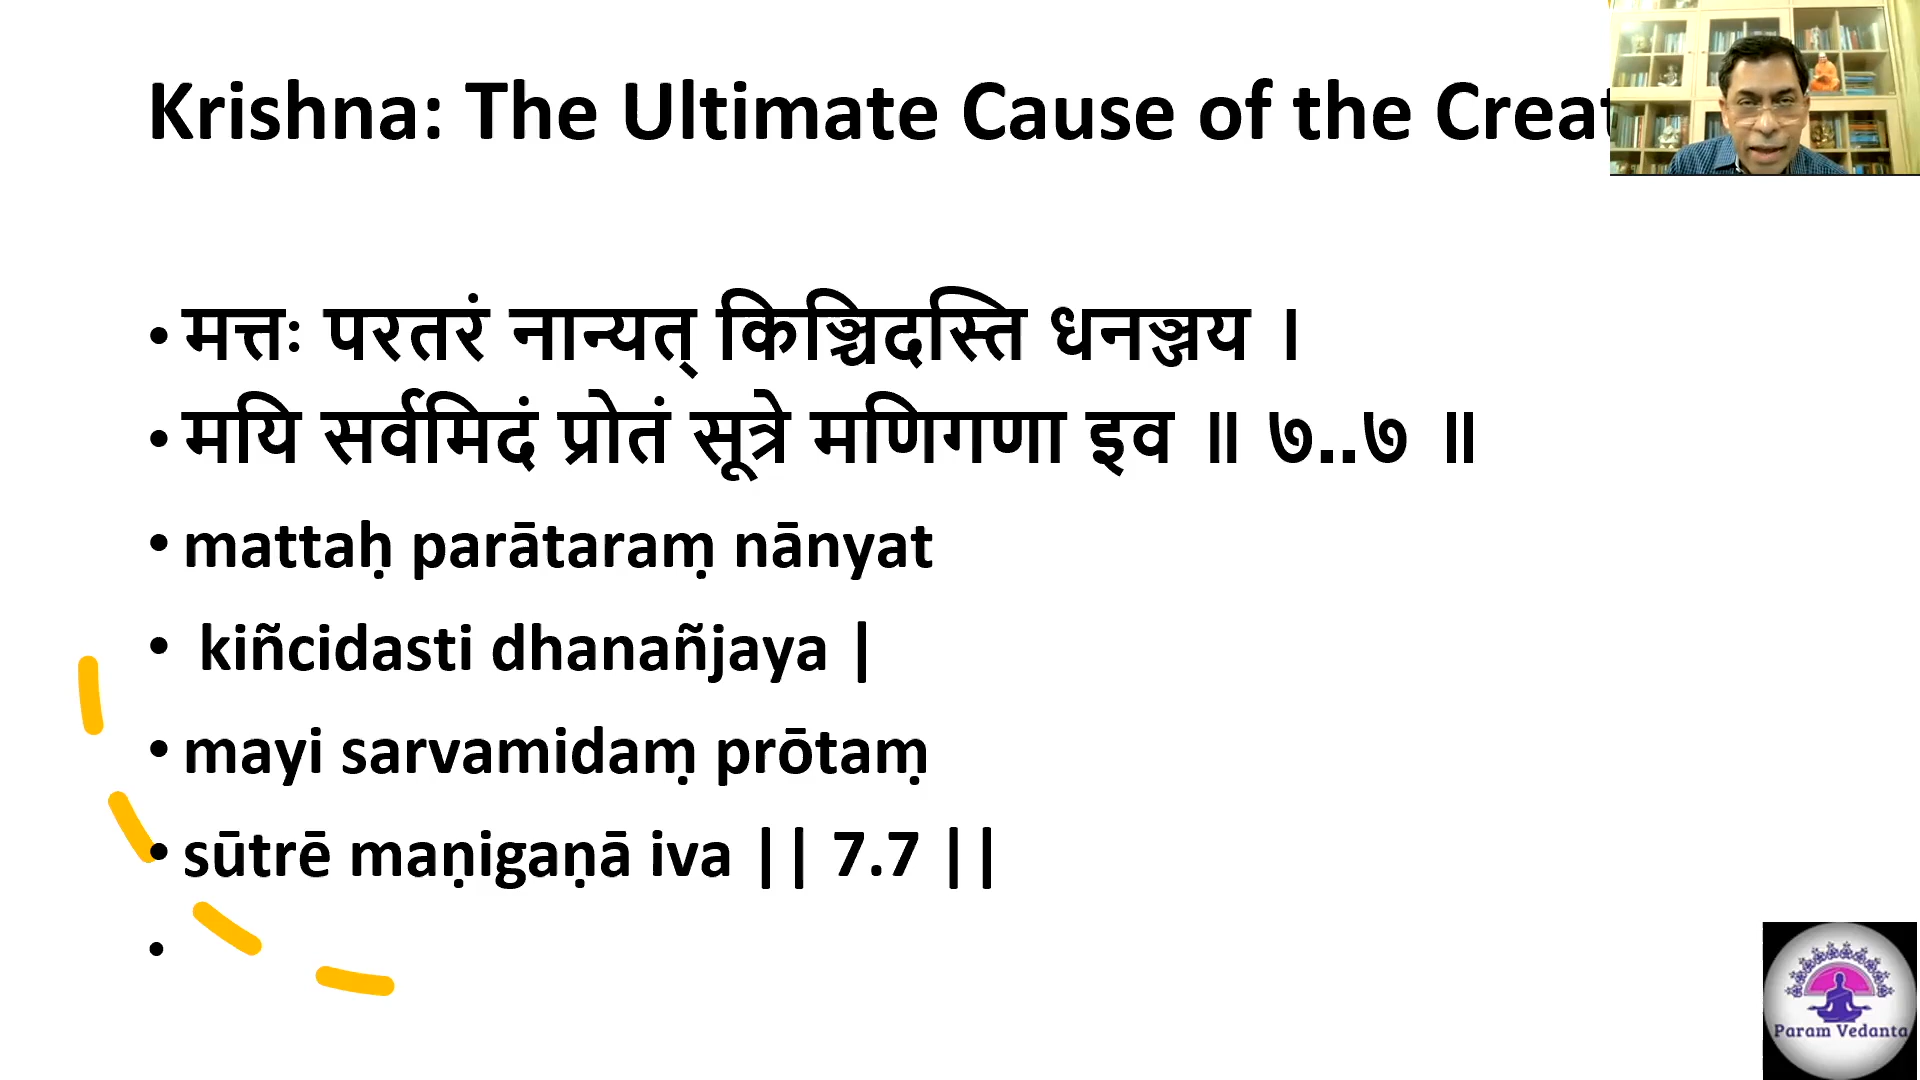 Krishna: The Ultimate Cause of the Creat
• मत्तः परतरं नान्यत् किञ्चिदस्ति धनञ्जय ।
• मयि सर्वमिदं प्रोतं सूत्रे मणिगणा इव ॥ ७..७ ॥
• mattaḥ parātaraṃ nānyat
• kiñcidasti dhanañjaya |
• mayi sarvamidaṃ prōtaṃ
• sūtrē maṇigaṇā iva || 7.7 ||
•
Param Vedanta